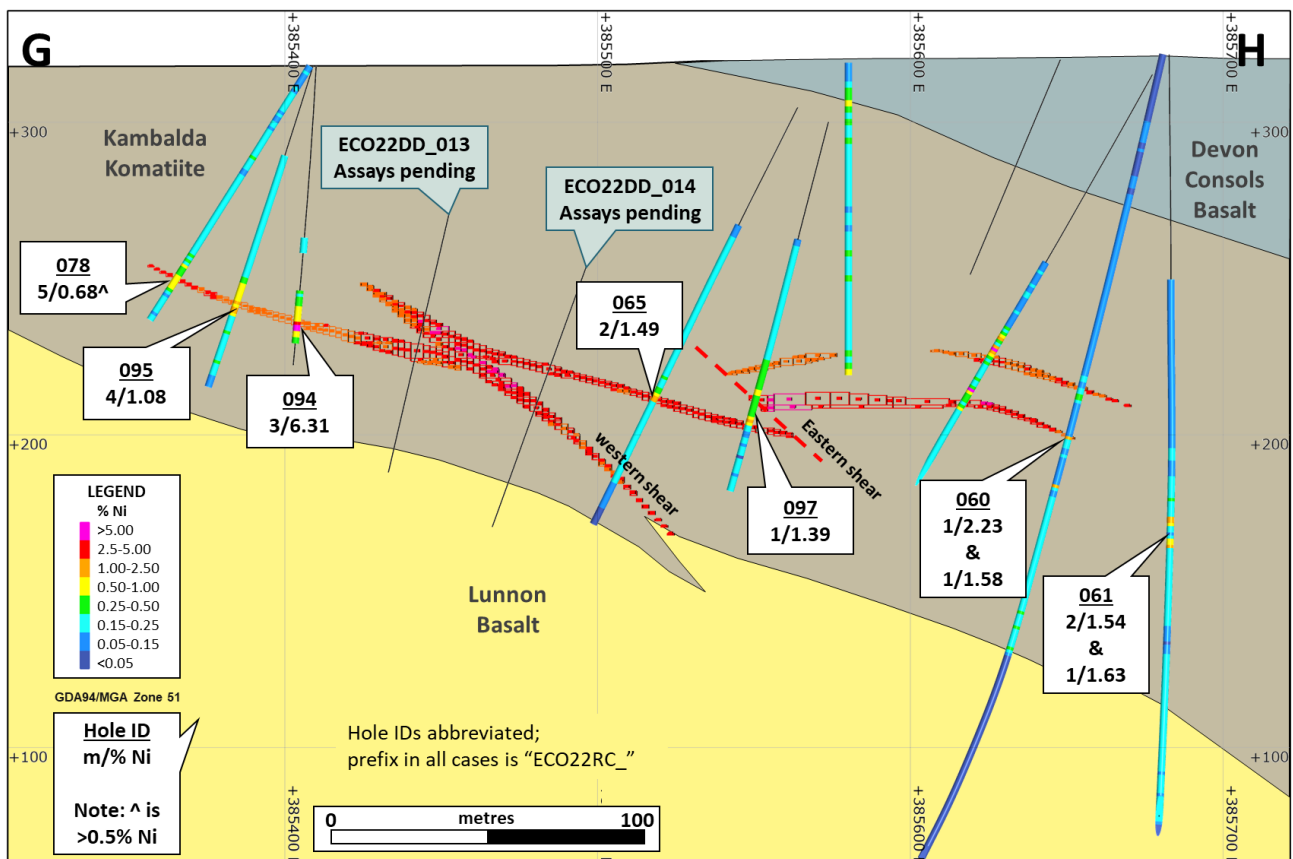 G
H
+385400 E
+385500 E
+385600 E
+385700 E
+300
+300
Kambalda
Komatiite
ECO22DD_013
Assays pending
ECO22DD_014
Assays pending
Devon
Consols
Basalt
078
5/0.68^
065
2/1.49
095
4/1.08
094
3/6.31
+200
+200
Western shear
Eastern shear
097
1/1.39
060
1/2.23
&
1/1.58
061
2/1.54
&
1/1.63
LEGEND
% Ni
>5.00
2.5-5.00
1.00-2.50
0.50-1.00
0.25-0.50
0.15-0.25
0.05-0.15
<0.05
Lunnon
Basalt
GDA94/MGA Zone 51
Hole ID
m/% Ni
Note: ^ is
>0.5% Ni
Hole IDs abbreviated;
prefix in all cases is “ECO22RC_”
+100
+100
0 metres 100
+385400 E
+385600 E
+385700 E